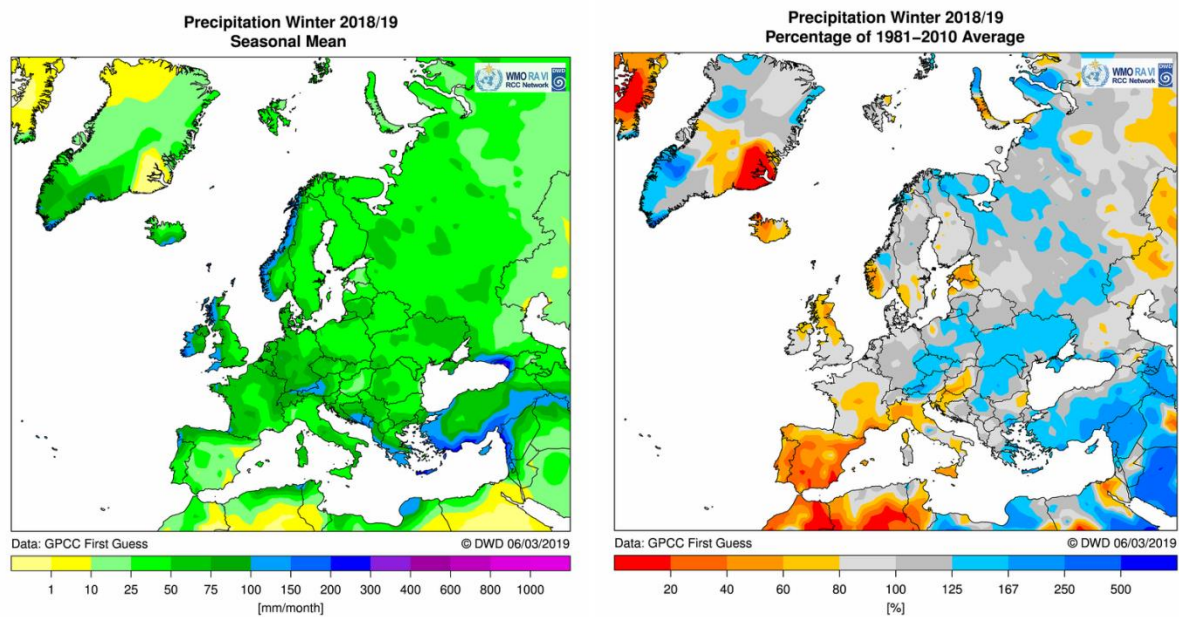 Precipitation Winter 2018/19
Seasonal Mean
WMO RA VI
RCC Network
DWD
Data: GPCC First Guess
© DWD 06/03/2019
1 10 25 50 75 100 150 200 300 400 600 800 1000
[mm/month]
Precipitation Winter 2018/19
Percentage of 1981−2010 Average
WMO RA VI
RCC Network
DWD
Data: GPCC First Guess
© DWD 06/03/2019
20 40 60 80 100 125 167 250 500
[%]